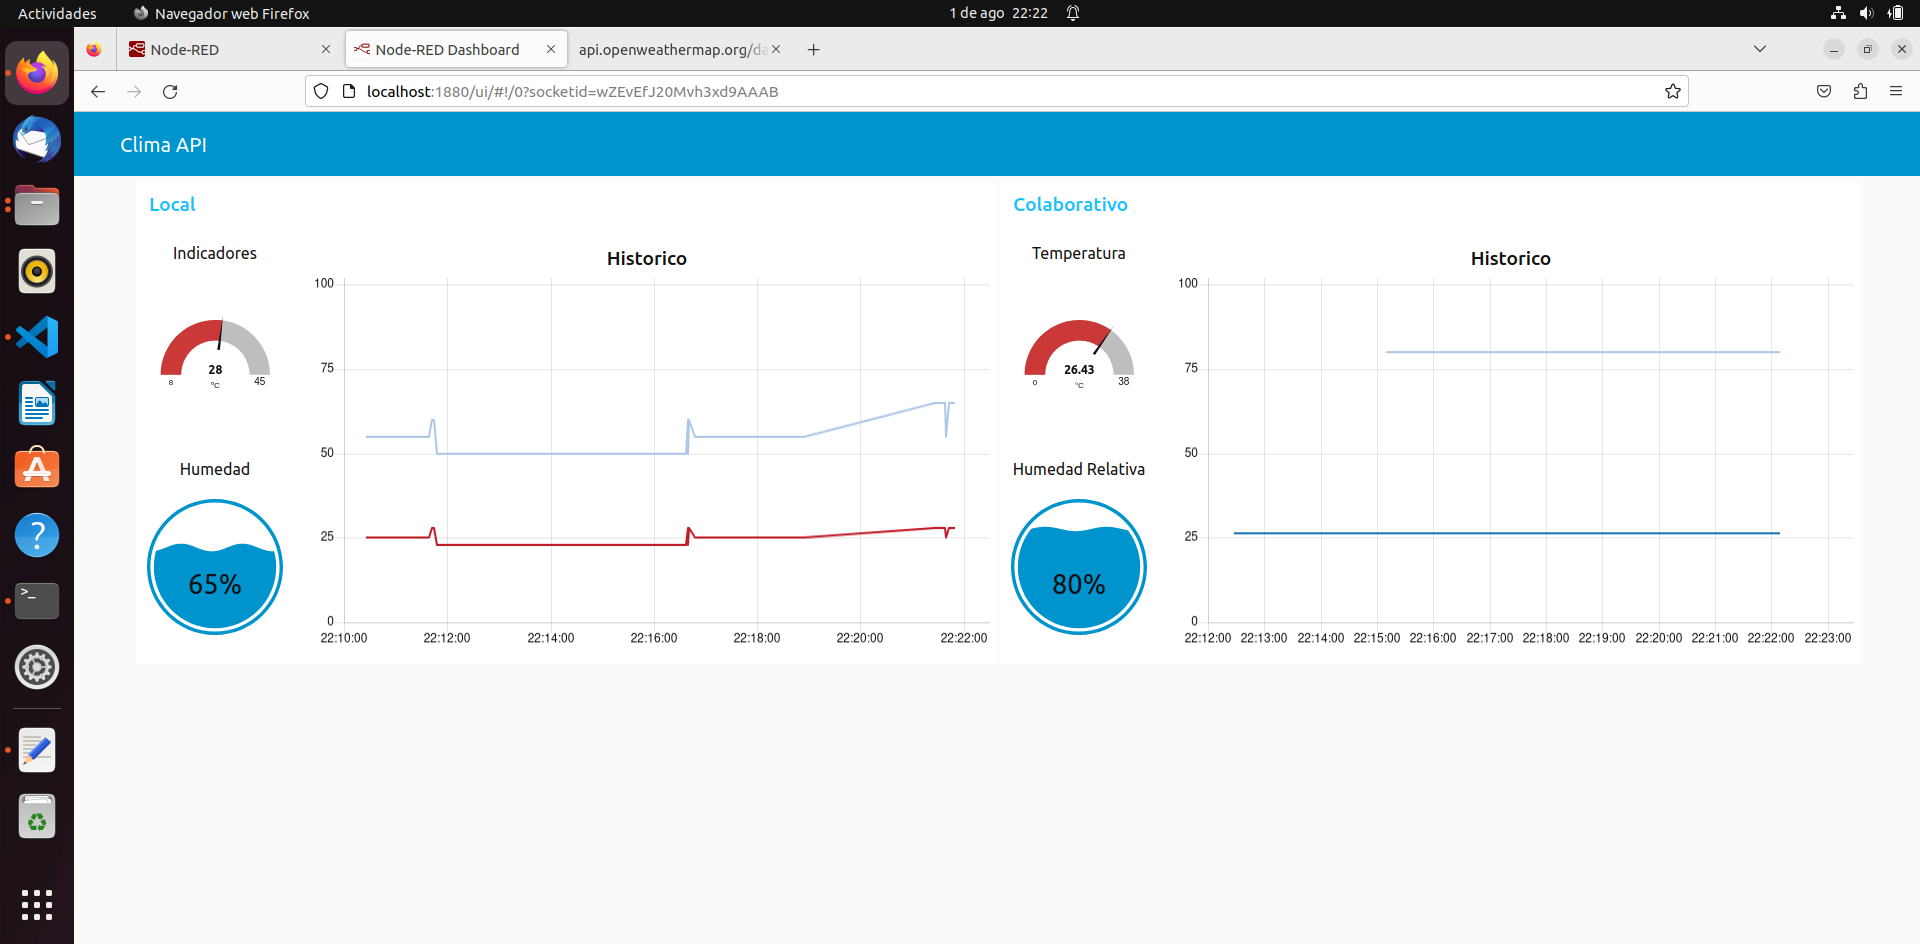 Actividades
Navegador web Firefox
1 de ago 22:22
Node-RED
Node-RED Dashboard
api.openweathermap.org/da
localhost:1880/ui/#!/0?socketid=wZEvEfJ20Mvh3xd9AAAB
Clima API
Local
Indicadores
Historico
28
8
°C
45
Humedad
65%
100
75
50
25
0
22:10:00 22:12:00 22:14:00 22:16:00 22:18:00 22:20:00 22:22:00
Colaborativo
Temperatura
Historico
26.43
0
°C
38
Humedad Relativa
80%
100
75
50
25
0
22:12:00 22:13:00 22:14:00 22:15:00 22:16:00 22:17:00 22:18:00 22:19:00 22:20:00 22:21:00 22:22:00 22:23:00